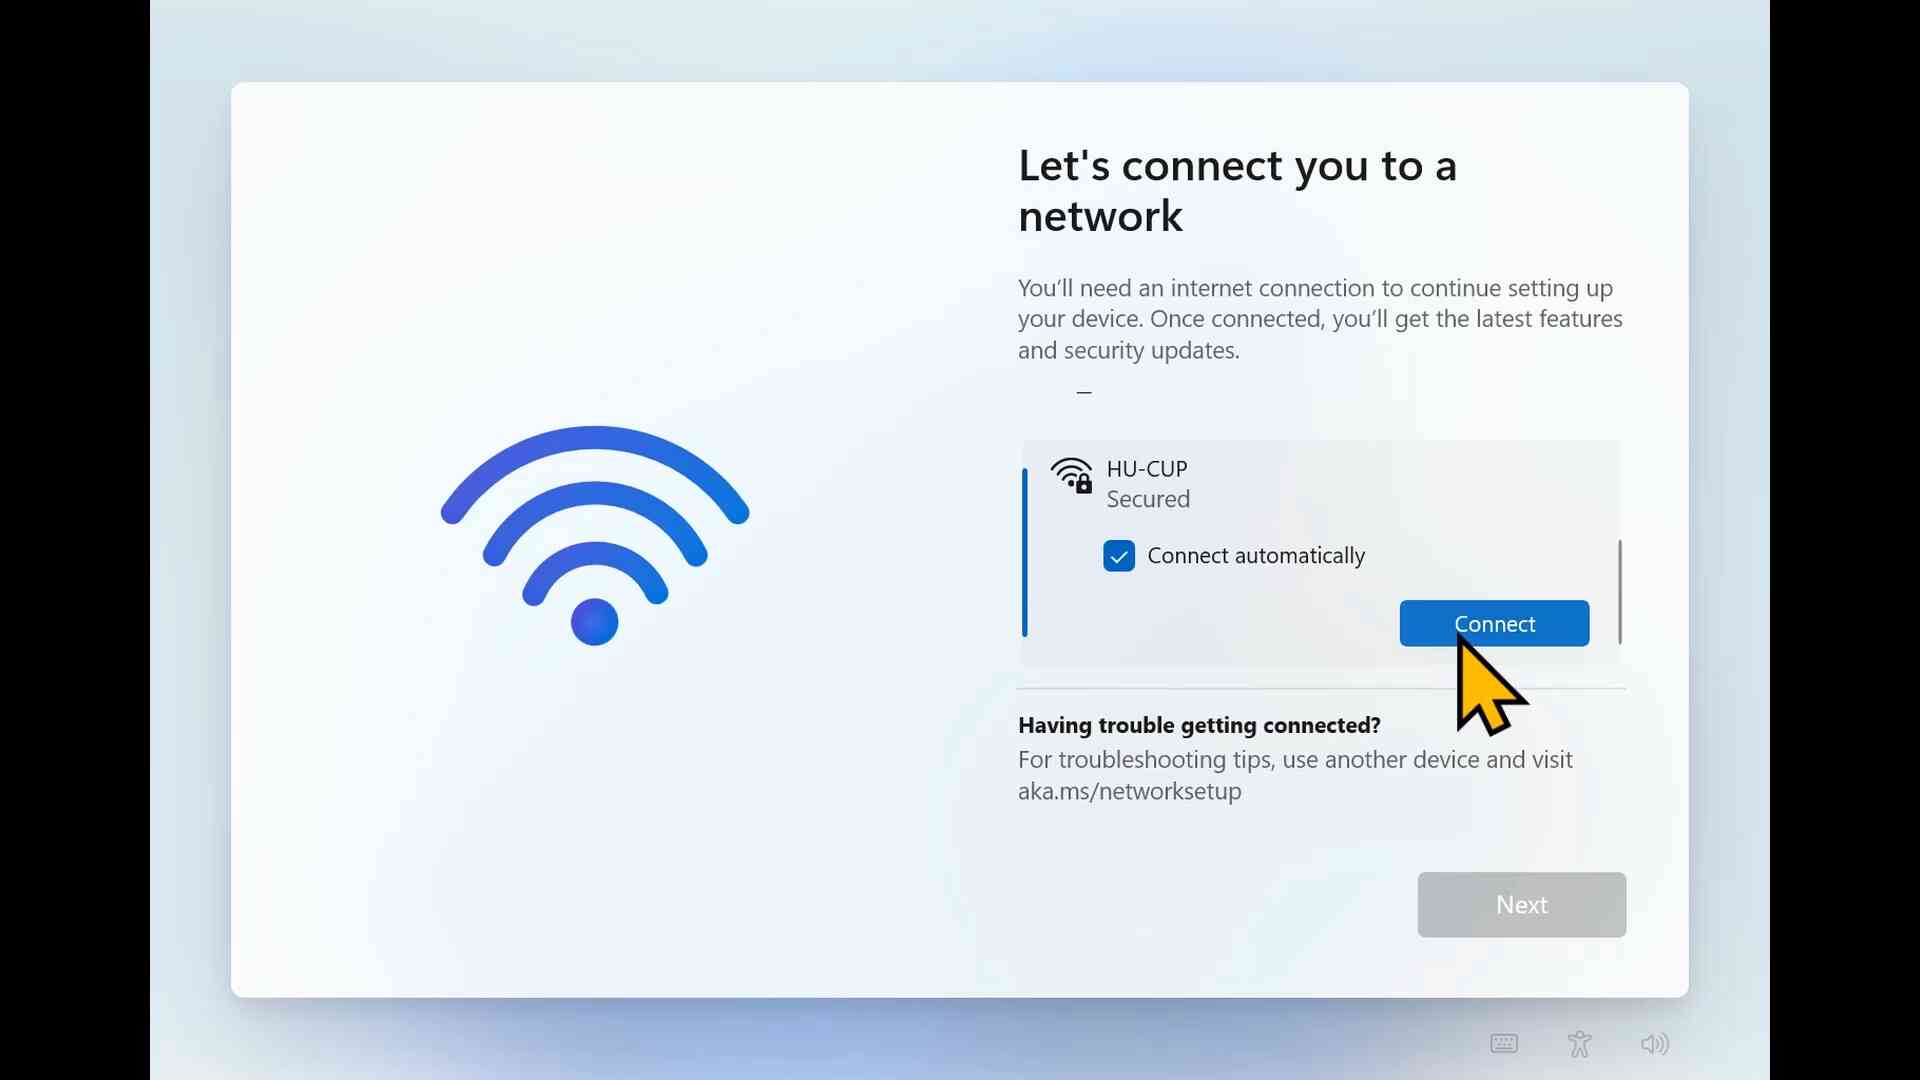 Let's connect you to a
network
You’ll need an internet connection to continue setting up
your device. Once connected, you’ll get the latest features
and security updates.
HU-CUP
Secured
Connect automatically
Connect
Having trouble getting connected?
For troubleshooting tips, use another device and visit
aka.ms/networksetup
Next